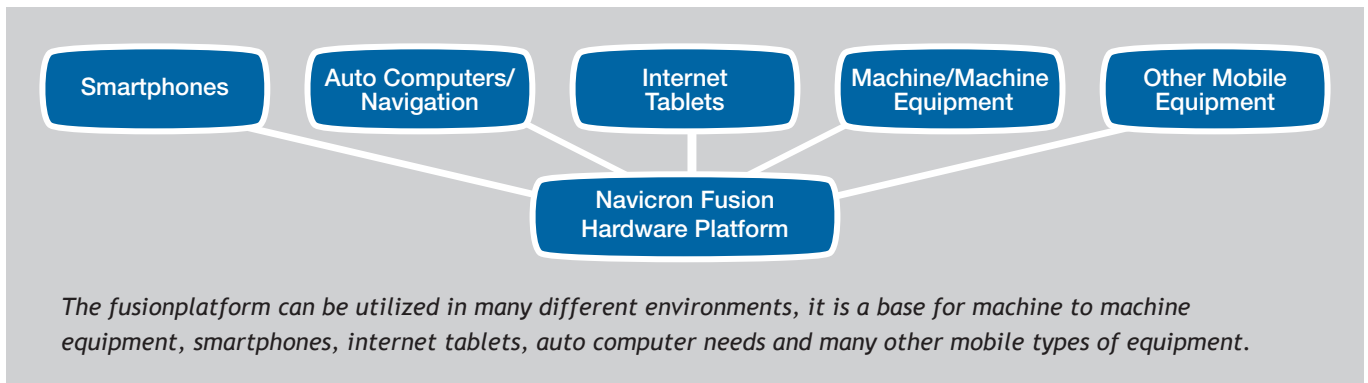 Smartphones
Auto Computers/
Navigation
Internet
Tablets
Machine/Machine
Equipment
Other Mobile
Equipment
Navicron Fusion
Hardware Platform
The fusionplatform can be utilized in many different environments, it is a base for machine to machine
equipment, smartphones, internet tablets, auto computer needs and many other mobile types of equipment.